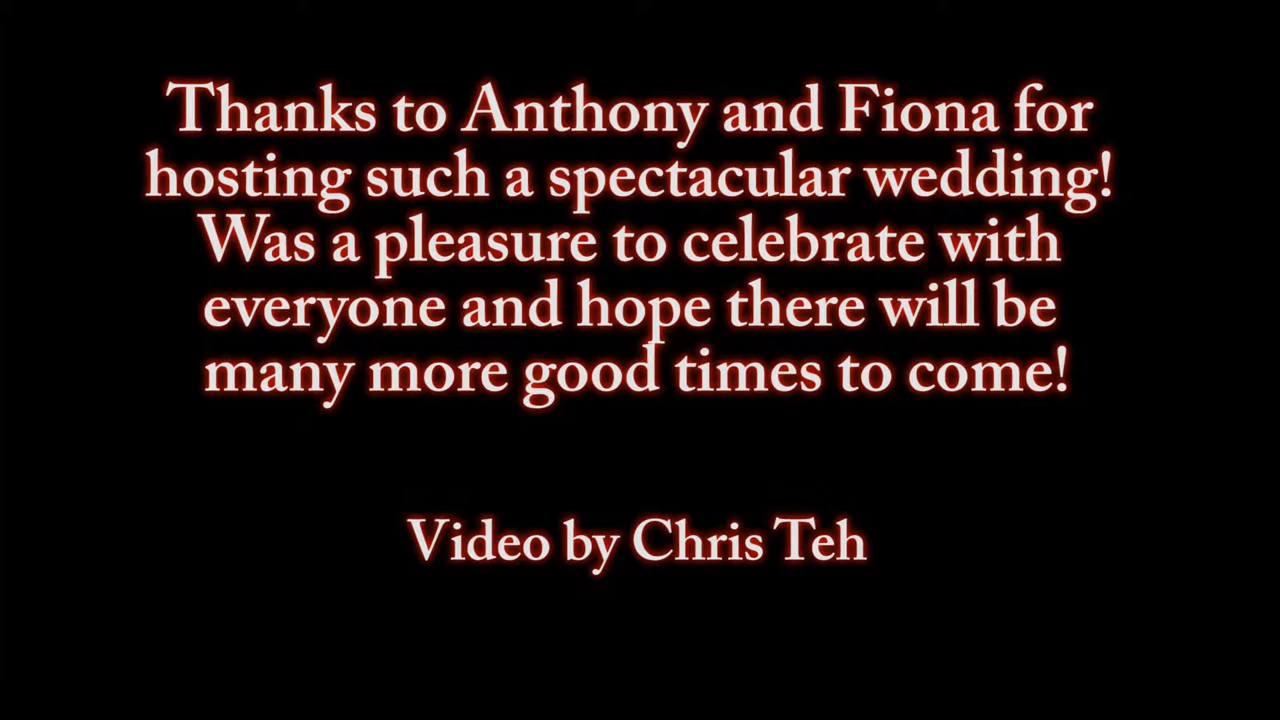 Thanks to Anthony and Fiona for
hosting such a spectacular wedding!
Was a pleasure to celebrate with
everyone and hope there will be
many more good times to come!
Video by Chris Teh